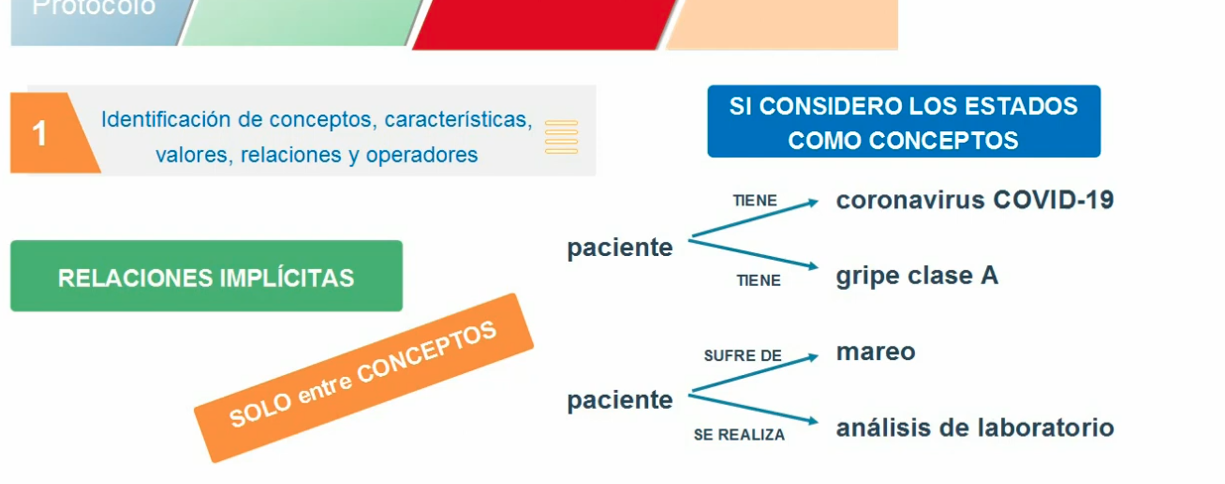 Protocolo
1
Identificación de conceptos, características,
valores, relaciones y operadores
SI CONSIDERO LOS ESTADOS
COMO CONCEPTOS
RELACIONES IMPLÍCITAS
SOLO entre CONCEPTOS
paciente
TIENE
coronavirus COVID-19
TIENE
gripe clase A
paciente
SUFRE DE
mareo
SE REALIZA
análisis de laboratorio